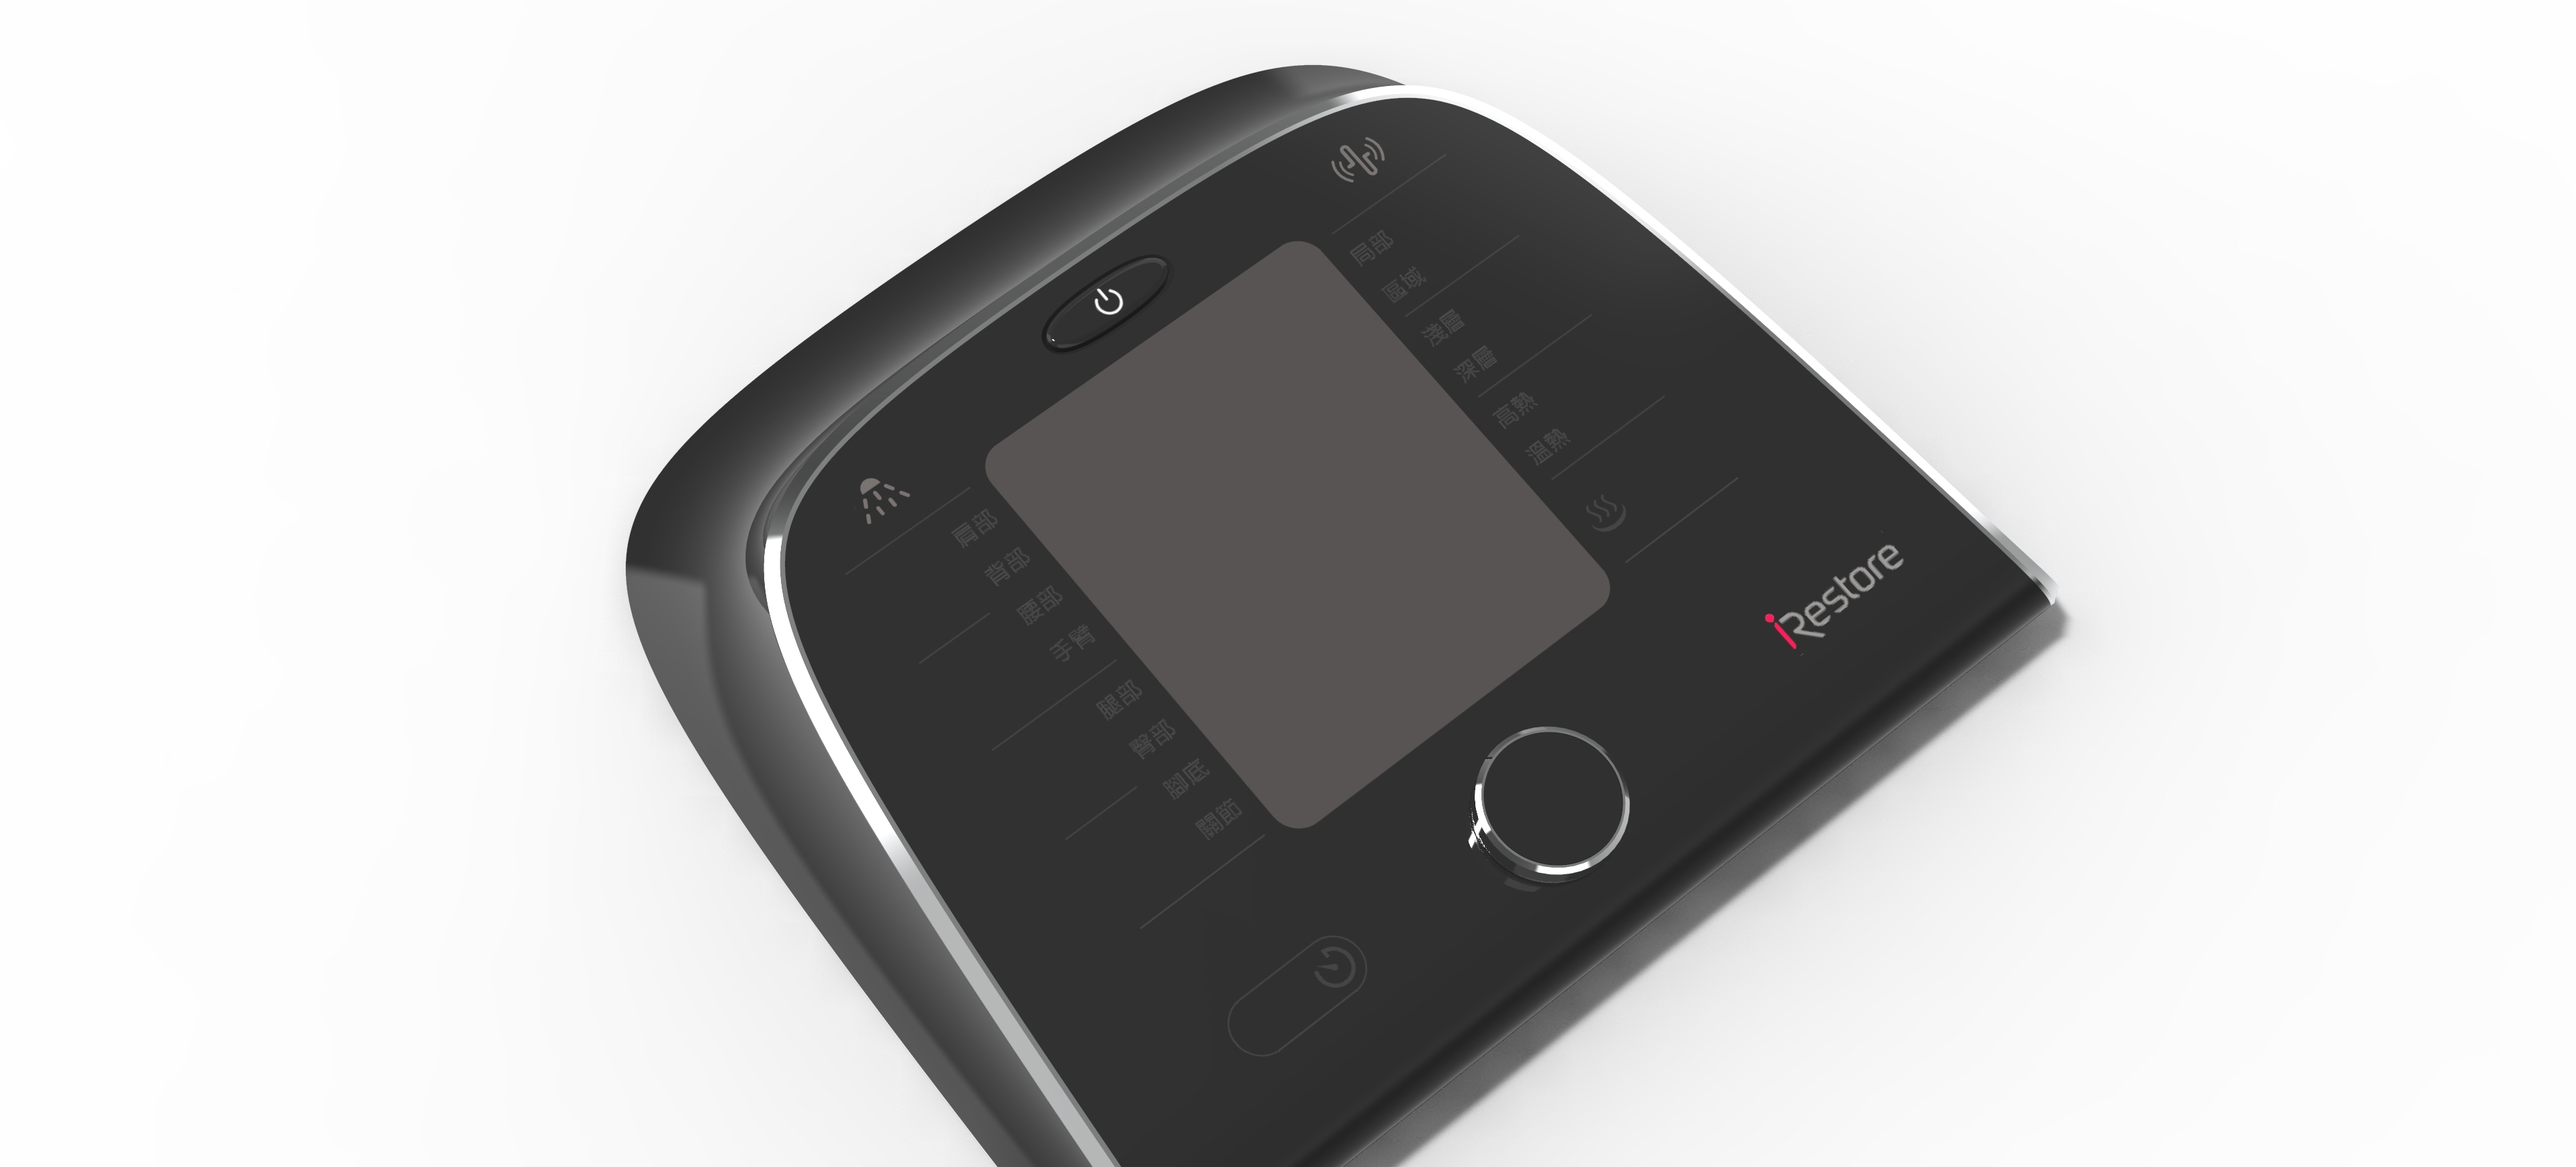 局部
區域
淺層
深層
高熱
溫熱
肩部
背部
腰部
手臂
腿部
臀部
腳底
關節
iRestore